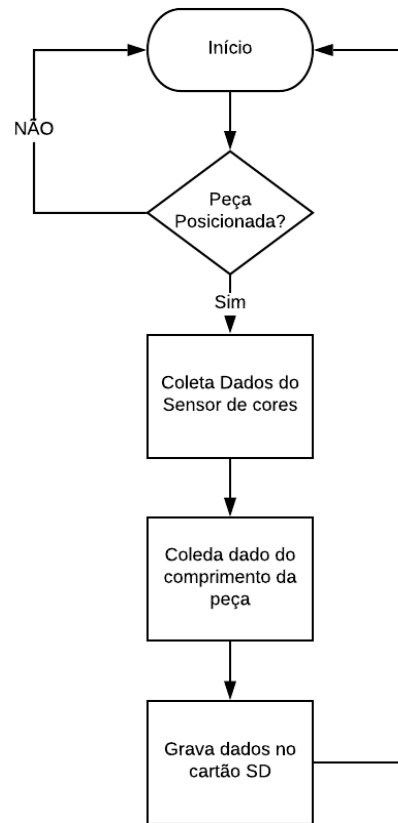 Início
NÃO
Peça
Posicionada?
Sim
Coleta Dados do
Sensor de cores
Coleda dado do
comprimento da
peça
Grava dados no
cartão SD